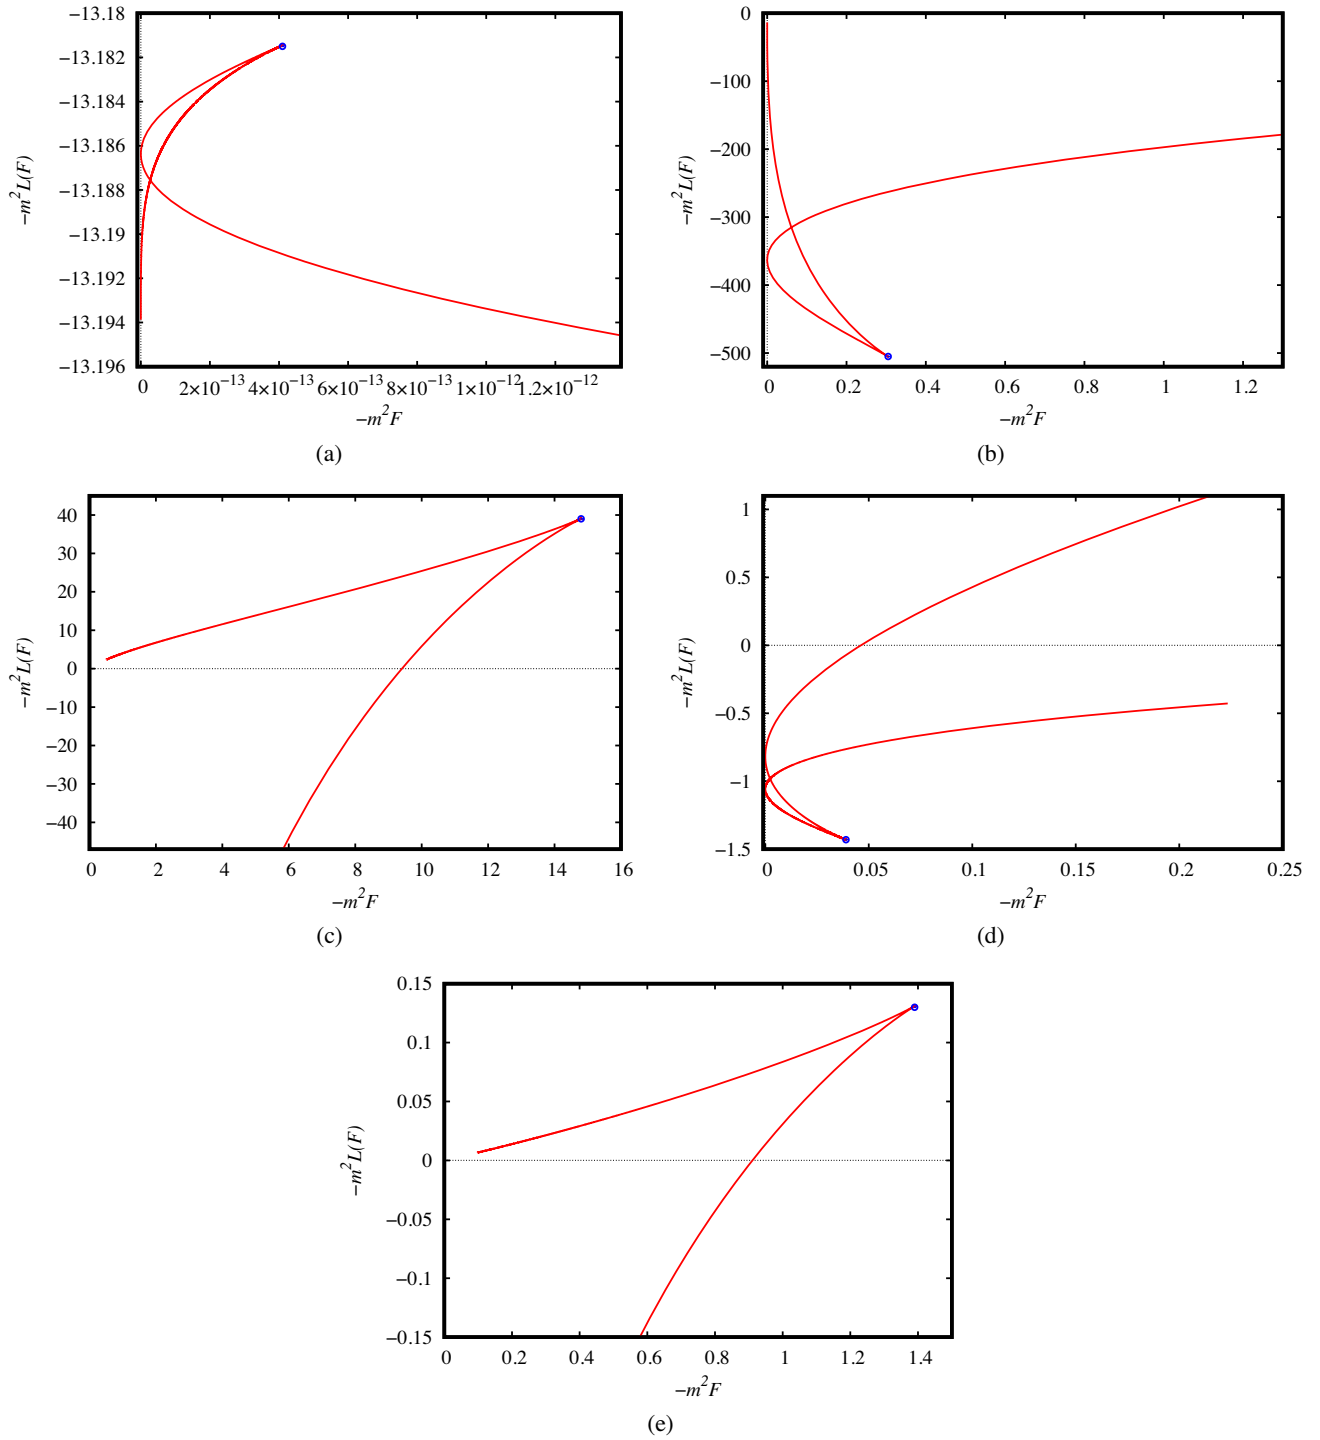 −13.18
−13.182
−13.184
−13.186
−13.188
−13.19
−13.192
−13.194
−13.196
−m²L(F)
0 2×10⁻¹³ 4×10⁻¹³ 6×10⁻¹³ 8×10⁻¹³ 1×10⁻¹² 1.2×10⁻¹²
−m²F
(a)
0
−100
−200
−300
−400
−500
−m²L(F)
0 0.2 0.4 0.6 0.8 1 1.2
−m²F
(b)
40
30
20
10
0
−10
−20
−30
−40
−m²L(F)
0 2 4 6 8 10 12 14 16
−m²F
(c)
1
0.5
0
−0.5
−1
−1.5
−m²L(F)
0 0.05 0.1 0.15 0.2 0.25
−m²F
(d)
0.15
0.1
0.05
0
−0.05
−0.1
−0.15
−m²L(F)
0 0.2 0.4 0.6 0.8 1 1.2 1.4
−m²F
(e)